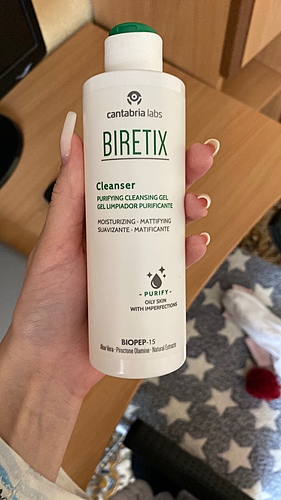 cantabria labs
BIRETIX
Cleanser
PURIFYING CLEANSING GEL
GEL LIMPIADOR PURIFICANTE
MOISTURIZING - MATTIFYING
SUAVIZANTE - MATIFICANTE
- PURIFY -
OILY SKIN
WITH IMPERFECTIONS
BIOPEP-15
Aloe Vera · Piroctone Olamine · Natural Extracts